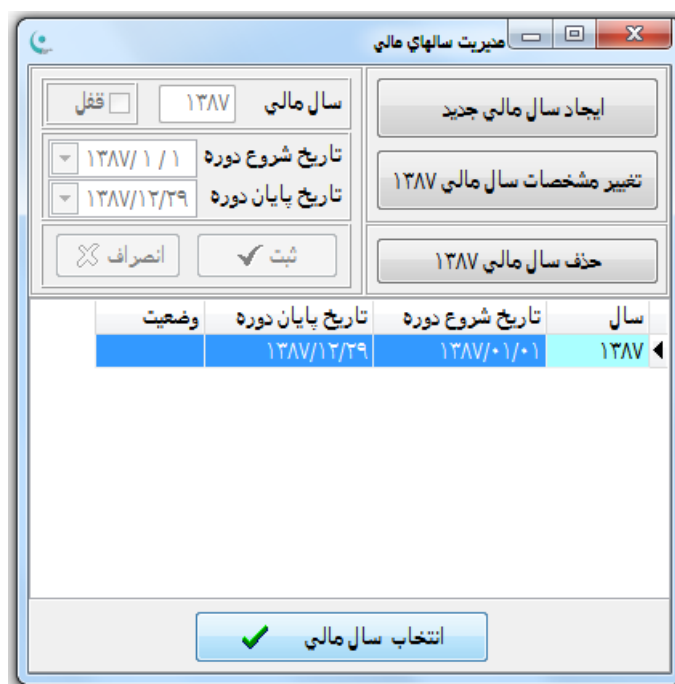 مديريت سالهاي مالي
ايجاد سال مالي جديد
تغيير مشخصات سال مالي ۱۳۸۷
حذف سال مالي ۱۳۸۷
سال مالي ۱۳۸۷ قفل
تاريخ شروع دوره ۱۳۸۷/ ۱ / ۱
تاريخ پايان دوره ۱۳۸۷/۱۲/۲۹
ثبت انصراف
سال تاريخ شروع دوره تاريخ پايان دوره وضعيت
۱۳۸۷ ۱۳۸۷/۰۱/۰۱ ۱۳۸۷/۱۲/۲۹
انتخاب سال مالي